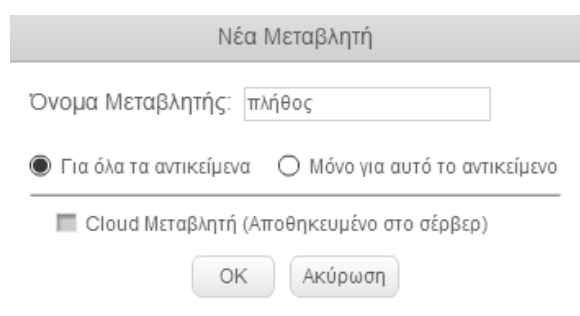 Νέα Μεταβλητή
Όνομα Μεταβλητής: πλήθος
Για όλα τα αντικείμενα Μόνο για αυτό το αντικείμενο
Cloud Μεταβλητή (Αποθηκευμένο στο σέρβερ)
OK Ακύρωση